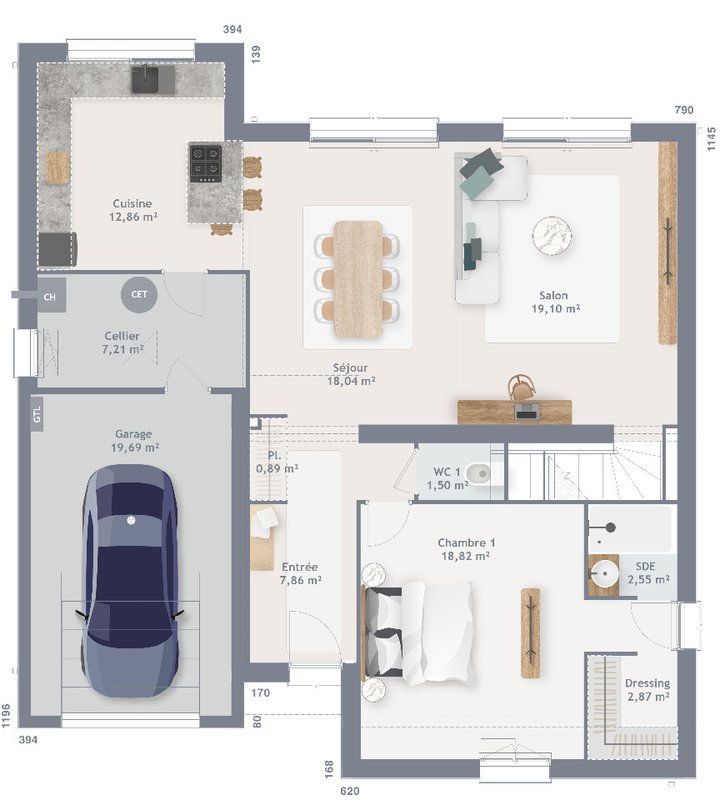 394
139
790
1145
Cuisine
12,86 m²
CH
CET
Cellier
7,21 m²
Salon
19,10 m²
Séjour
18,04 m²
GTL
Garage
19,69 m²
Pl.
0,89 m²
WC 1
1,50 m²
Chambre 1
18,82 m²
Entrée
7,86 m²
SDE
2,55 m²
Dressing
2,87 m²
170
80
1196
394
168
620